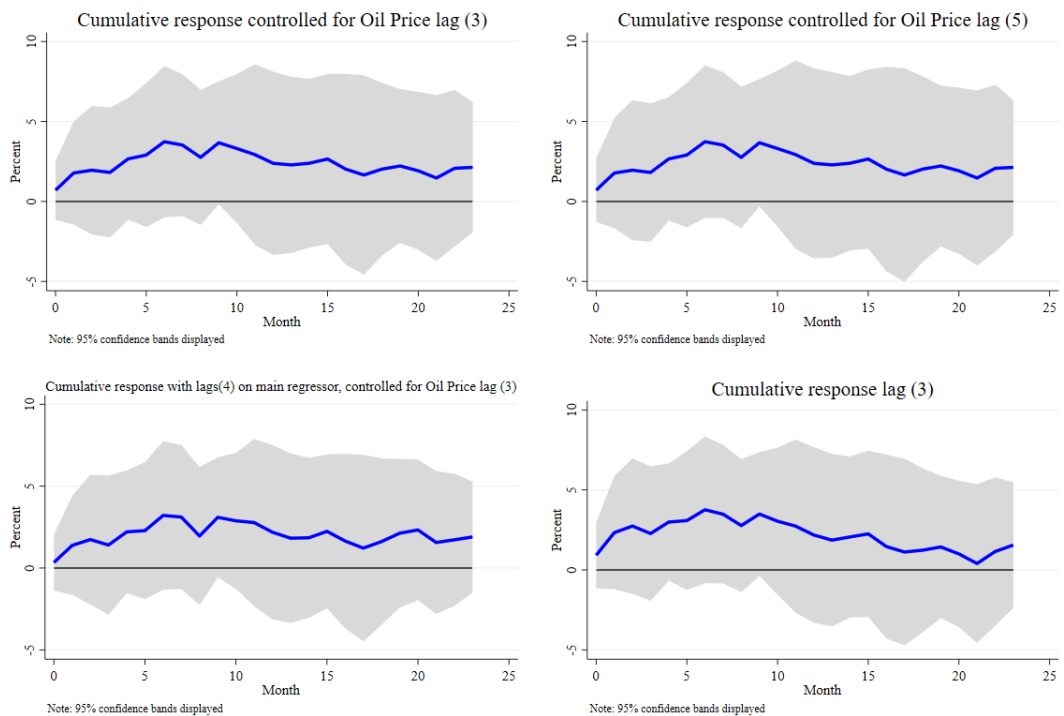 Cumulative response controlled for Oil Price lag (3)
10
5
0
-5
Percent
0 5 10 15 20 25
Month
Note: 95% confidence bands displayed
Cumulative response controlled for Oil Price lag (5)
10
5
0
-5
Percent
0 5 10 15 20 25
Month
Note: 95% confidence bands displayed
Cumulative response with lags(4) on main regressor, controlled for Oil Price lag (3)
10
5
0
-5
Percent
0 5 10 15 20 25
Month
Note: 95% confidence bands displayed
Cumulative response lag (3)
10
5
0
-5
Percent
0 5 10 15 20 25
Month
Note: 95% confidence bands displayed